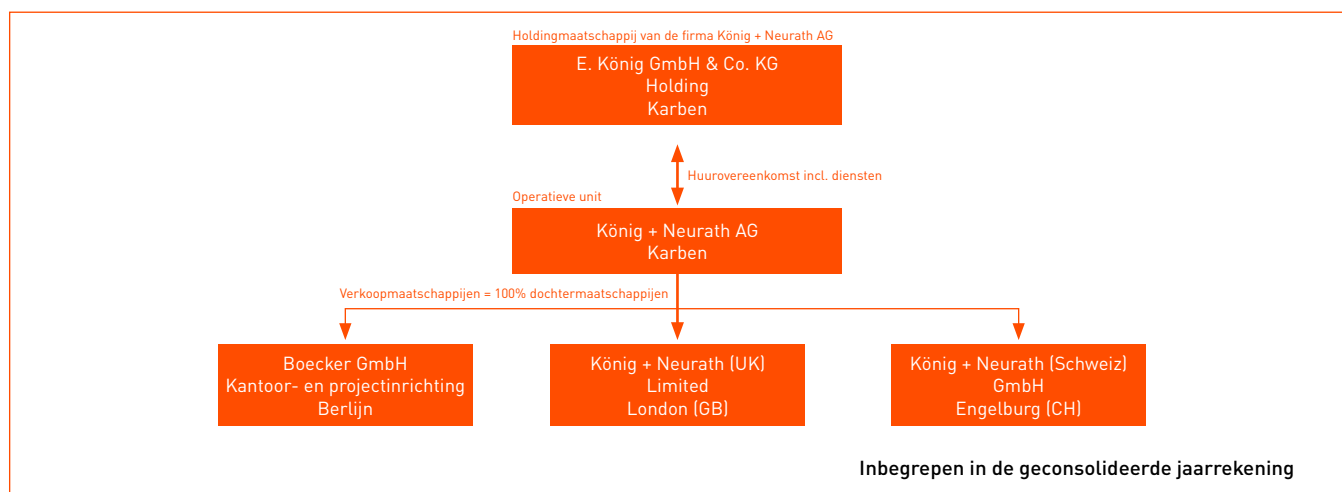 Holdingmaatschappij van de firma König + Neurath AG
E. König GmbH & Co. KG
Holding
Karben
Huurovereenkomst incl. diensten
Operatieve unit
König + Neurath AG
Karben
Verkoopmaatschappijen = 100% dochtermaatschappijen
Boecker GmbH
Kantoor- en projectinrichting
Berlijn
König + Neurath (UK)
Limited
London (GB)
König + Neurath (Schweiz)
GmbH
Engelburg (CH)
Inbegrepen in de geconsolideerde jaarrekening